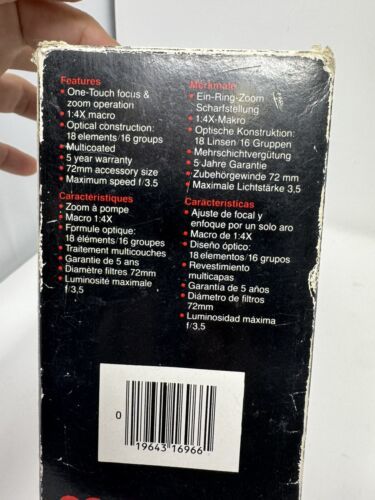 Features
• One-Touch focus &
zoom operation
• 1:4X macro
• Optical construction:
18 elements 16 groups
• Multicoated
• 5 year warranty
• 72mm accessory size
• Maximum speed f/3.5
Caractéristiques
• Zoom à pompe
• Macro 1:4X
• Formule optique:
18 eléments/16 groupes
• Traitement multicouches
• Garantie de 5 ans
• Diamètre filtres 72mm
• Luminosité maximale
f/3,5
Merkmale
• Ein-Ring-Zoom
Scharfstellung
• 1:4X-Makro
• Optische Konstruktion:
18 Linsen 16 Gruppen
• Mehrschichtvergütung
• 5 Jahre Garantie
• Zubehörgewinde 72 mm
• Maximale Lichtstärke 3,5
Características
• Ajuste de focal y
enfoque por un solo aro
• Macro de 1:4X
• Diseño óptico:
18 elementos/16 grupos
• Revestimiento
multicapas
• Garantía de 5 años
• Diámetro de filtros
72mm
• Luminosidad máxima
f/3,5
0 19643 16966